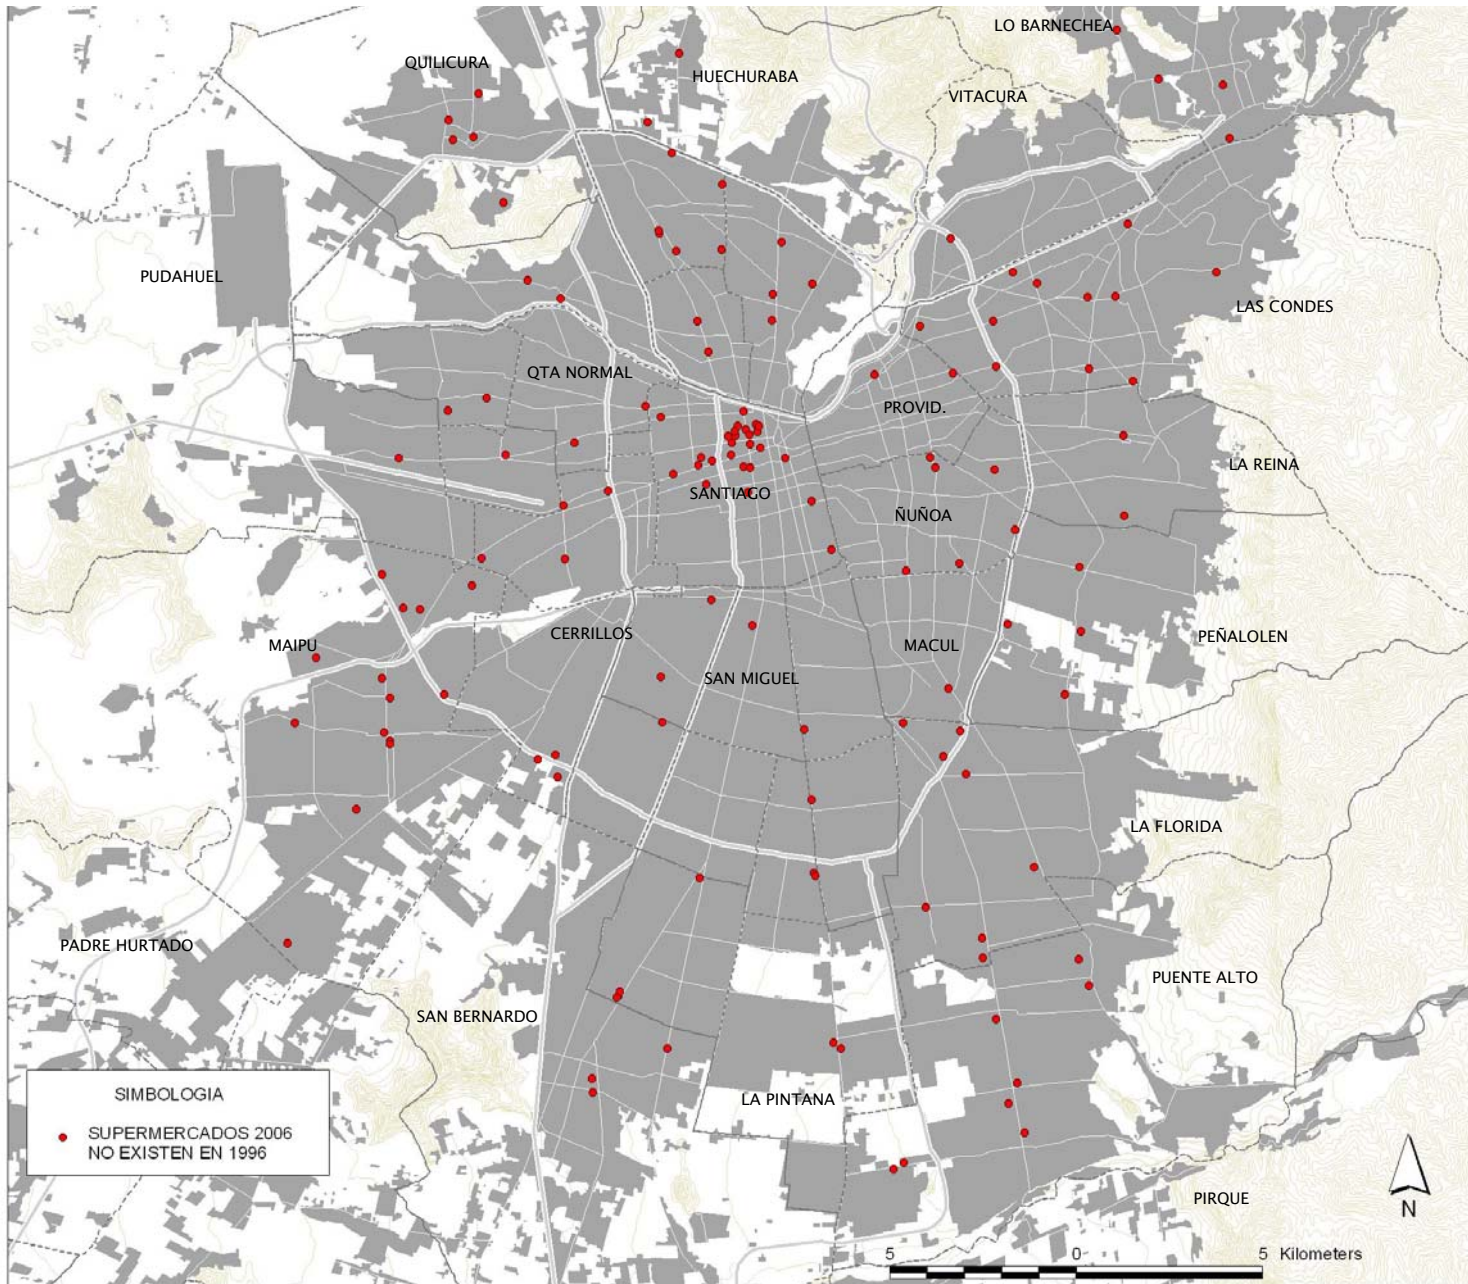 LO BARNECHEA
QUILICURA
HUECHURABA
VITACURA
PUDAHUEL
LAS CONDES
QTA NORMAL
PROVID.
LA REINA
SANTIAGO
ÑUÑOA
CERRILLOS
PEÑALOLEN
MAIPU
MACUL
SAN MIGUEL
LA FLORIDA
PADRE HURTADO
PUENTE ALTO
SAN BERNARDO
LA PINTANA
SIMBOLOGIA
SUPERMERCADOS 2006
NO EXISTEN EN 1996
PIRQUE
N
5 0 5 Kilometers